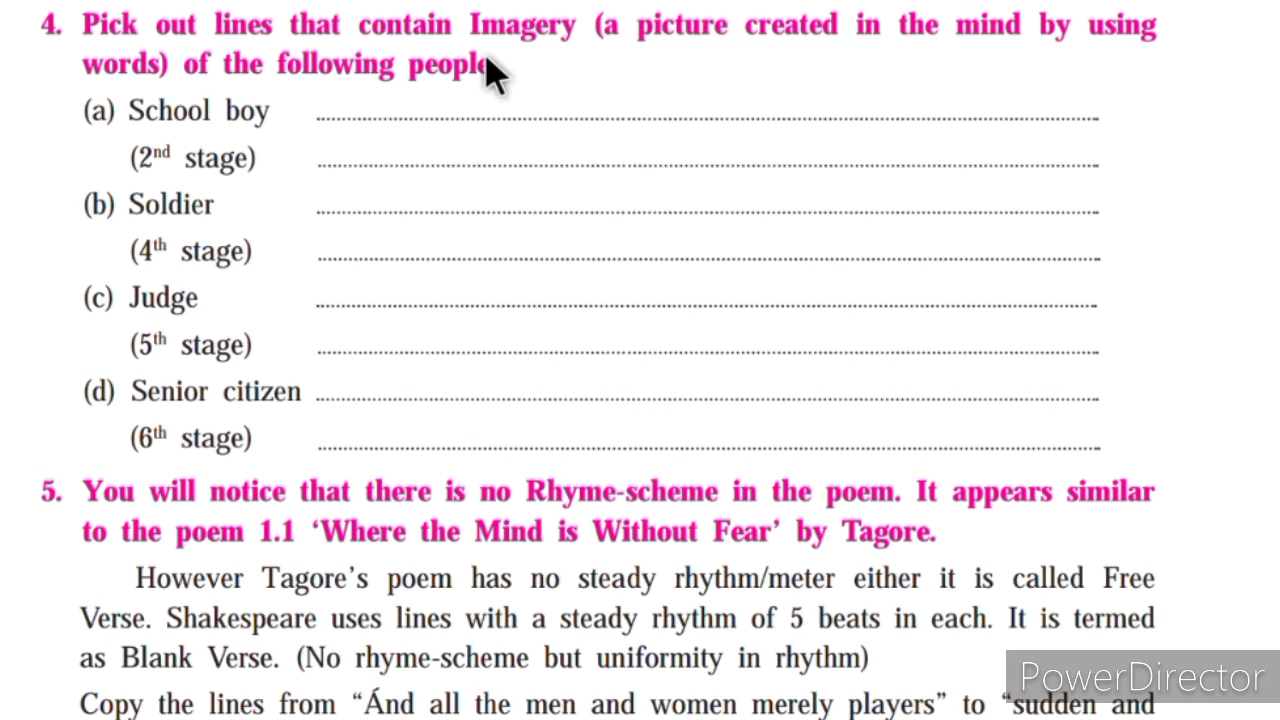 4. Pick out lines that contain Imagery (a picture created in the mind by using
words) of the following people
(a) School boy ........................................
(2nd stage) ........................................
(b) Soldier ........................................
(4th stage) ........................................
(c) Judge ........................................
(5th stage) ........................................
(d) Senior citizen ........................................
(6th stage) ........................................
5. You will notice that there is no Rhyme-scheme in the poem. It appears similar
to the poem 1.1 ‘Where the Mind is Without Fear’ by Tagore.
However Tagore’s poem has no steady rhythm/meter either it is called Free
Verse. Shakespeare uses lines with a steady rhythm of 5 beats in each. It is termed
as Blank Verse. (No rhyme-scheme but uniformity in rhythm)
PowerDirector
Copy the lines from “Ánd all the men and women merely players” to “sudden and